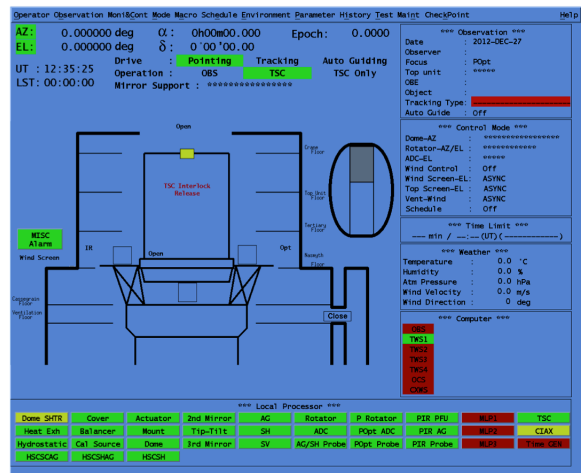 Operator Observation Moni&Cont Mode Macro Schedule Environment Parameter History Test Maint CheckPoint Help
AZ: 0.000000 deg α: 0h00m00.000 Epoch: 0.0000
EL: 0.000000 deg δ: 0°00'00.00
UT : 12:35:25
LST: 00:00:00
Drive : Pointing Tracking Auto Guiding
Operation : OBS TSC TSC Only
Mirror Support : ****************
*** Observation ***
Date : 2012-DEC-27
Observer :
Focus : POpt
Top unit : *****
OBE :
Object :
Tracking Type:
Auto Guide : Off
*** Control Mode ***
Dome-AZ : *****************
Rotator-AZ/EL : ************
ADC-EL : *****
Wind Control : Off
Wind Screen-EL: ASYNC
Top Screen-EL : ASYNC
Vent-Wind : ASYNC
Schedule : Off
*** Time Limit ***
--- min / --:--(UT)(-----------)
*** Weather ***
Temperature : 0.0 °C
Humidity : 0.0 %
Atm Pressure : 0.0 hPa
Wind Velocity : 0.0 m/s
Wind Direction : 0 deg
*** Computer ***
OBS
TWS1
TWS2
TWS3
TWS4
OCS
Open
TSC Interlock
Release
Crane
Floor
Top Unit
Floor
Tertiary
Floor
Nasmyth
Floor
MISC
Alarm
Wind Screen
IR
Open
Opt
Cassegrain
Floor
Ventilation
Floor
Close
*** Local Processor ***
Dome SHTR Cover Actuator 2nd Mirror AG Rotator P Rotator PIR PFU MLP1 TSC
Heat Exh Balancer Mount Tip-Tilt SH ADC POpt ADC PIR AG MLP2 CIAX
Hydrostatic Cal Source Dome 3rd Mirror SV AG/SH Probe POpt Probe PIR Probe MLP3 Time GEN
HSCSCAG HSCSHAG HSCSH